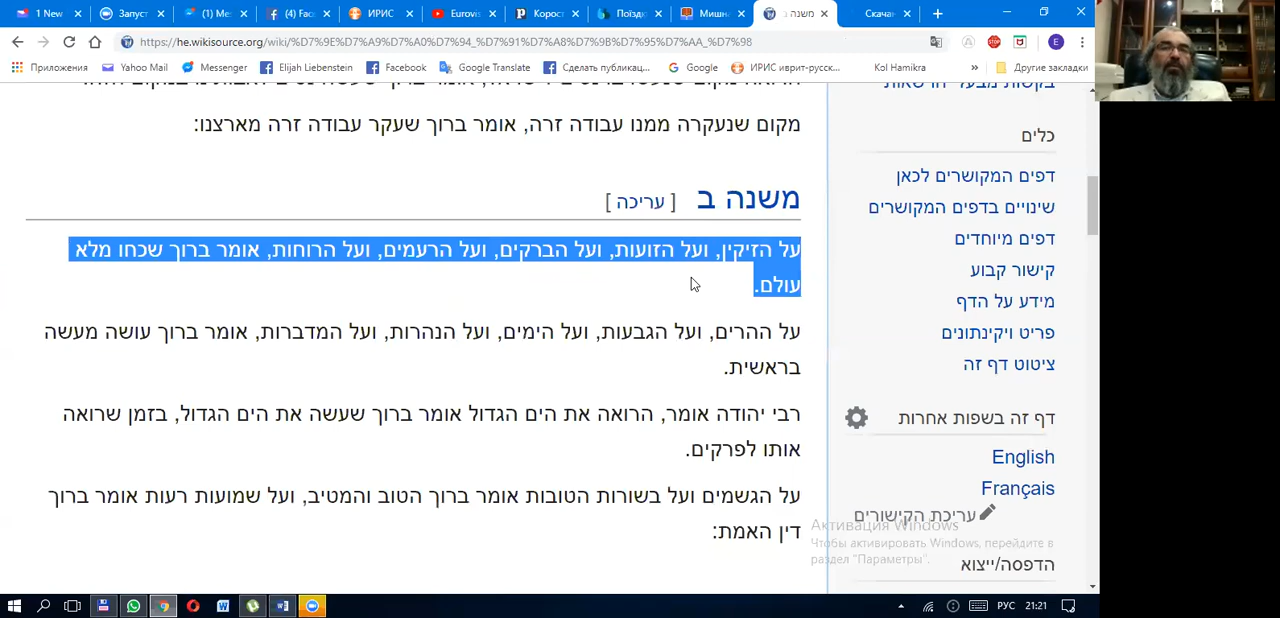 1 New
Запуст
(1) Me
(4) Fac
ИРИС
Eurovis
Корост
Поїздк
Мишна
משנה ב
Скачан
https://he.wikisource.org/wiki/%D7%9E%D7%A9%D7%A0%D7%94_%D7%91%D7%A8%D7%9B%D7%95%D7%AA_%D7%98
Приложения
Yahoo Mail
Messenger
Elijah Liebenstein
Facebook
Google Translate
Сделать публикац...
Google
ИРИС иврит-русск...
Kol Hamikra
»
Другие закладки
מקום שנעקרה ממנו עבודה זרה, אומר ברוך שעקר עבודה זרה מארצנו:
משנה ב [ עריכה ]
על הזיקין, ועל הזועות, ועל הברקים, ועל הרעמים, ועל הרוחות, אומר ברוך שכחו מלא
עולם.
על ההרים, ועל הגבעות, ועל הימים, ועל הנהרות, ועל המדברות, אומר ברוך עושה מעשה
בראשית.
רבי יהודה אומר, הרואה את הים הגדול אומר ברוך שעשה את הים הגדול, בזמן שרואה
אותו לפרקים.
על הגשמים ועל בשורות הטובות אומר ברוך הטוב והמטיב, ועל שמועות רעות אומר ברוך
דין האמת:
כלים
דפים המקושרים לכאן
שינויים בדפים המקושרים
דפים מיוחדים
קישור קבוע
מידע על הדף
פריט ויקינתונים
ציטוט דף זה
דף זה בשפות אחרות
English
Français
עריכת הקישורים
הדפסה/ייצוא
Активация Windows
Чтобы активировать Windows, перейдите в
раздел "Параметры".
РУС
21:21